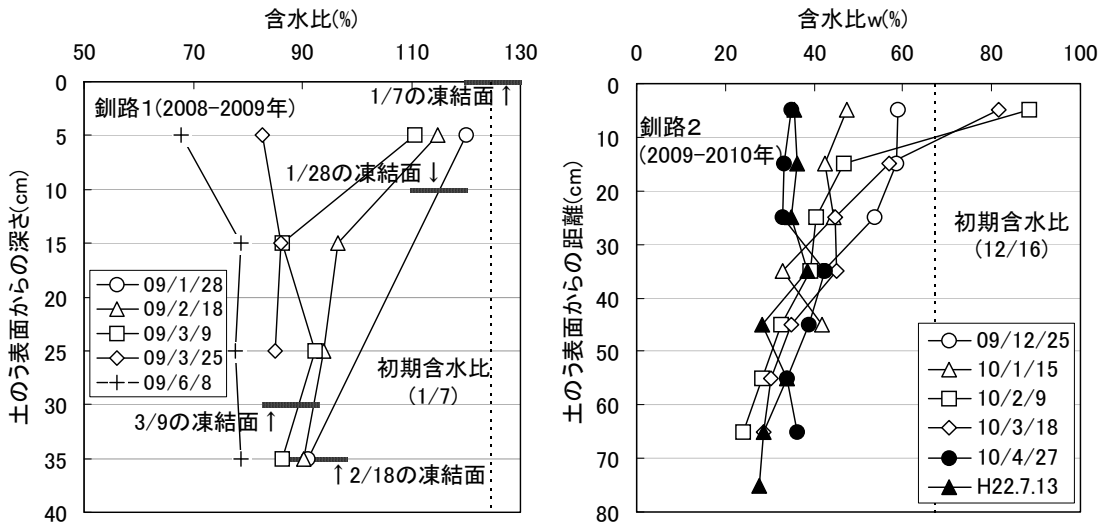 含水比(%)
50 70 90 110 130
0
5
10
15
20
25
30
35
40
土のう表面からの深さ(cm)
釧路1(2008-2009年)
1/7の凍結面↑
1/28の凍結面↓
初期含水比
(1/7)
3/9の凍結面↑
↑2/18の凍結面
09/1/28
09/2/18
09/3/9
09/3/25
09/6/8
含水比w(%)
0 20 40 60 80 100
0
10
20
30
40
50
60
70
80
土のう表面からの距離(cm)
釧路2
(2009-2010年)
初期含水比
(12/16)
09/12/25
10/1/15
10/2/9
10/3/18
10/4/27
H22.7.13